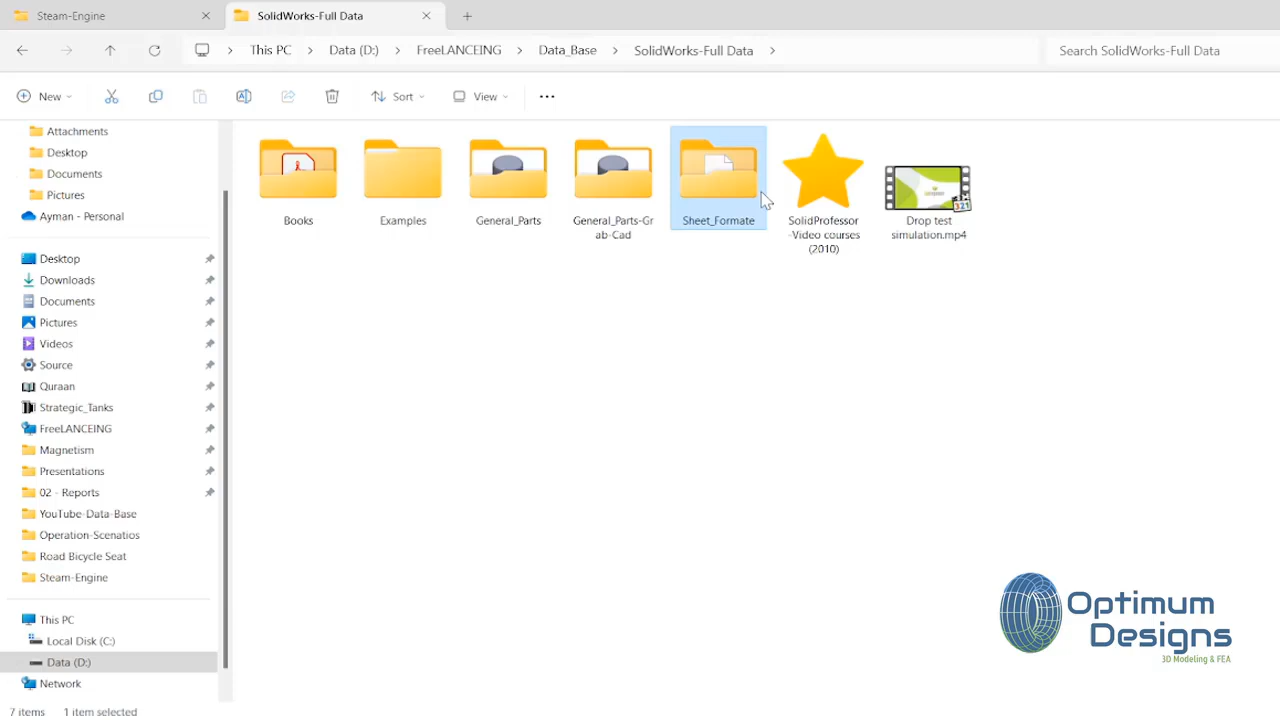 Steam-Engine
SolidWorks-Full Data
This PC
Data (D:)
FreeLANCEING
Data_Base
SolidWorks-Full Data
Search SolidWorks-Full Data
New
Sort
View
Attachments
Desktop
Documents
Pictures
Ayman - Personal
Desktop
Downloads
Documents
Pictures
Videos
Source
Quraan
Strategic_Tanks
FreeLANCEING
Magnetism
Presentations
02 - Reports
YouTube-Data-Base
Operation-Scenatios
Road Bicycle Seat
Steam-Engine
This PC
Local Disk (C:)
Data (D:)
Network
Books
Examples
General_Parts
General_Parts-Gr
ab-Cad
Sheet_Formate
SolidProfessor
-Video courses
(2010)
321
Drop test
simulation.mp4
Optimum
Designs
3D Modeling & FEA
7 items
1 item selected